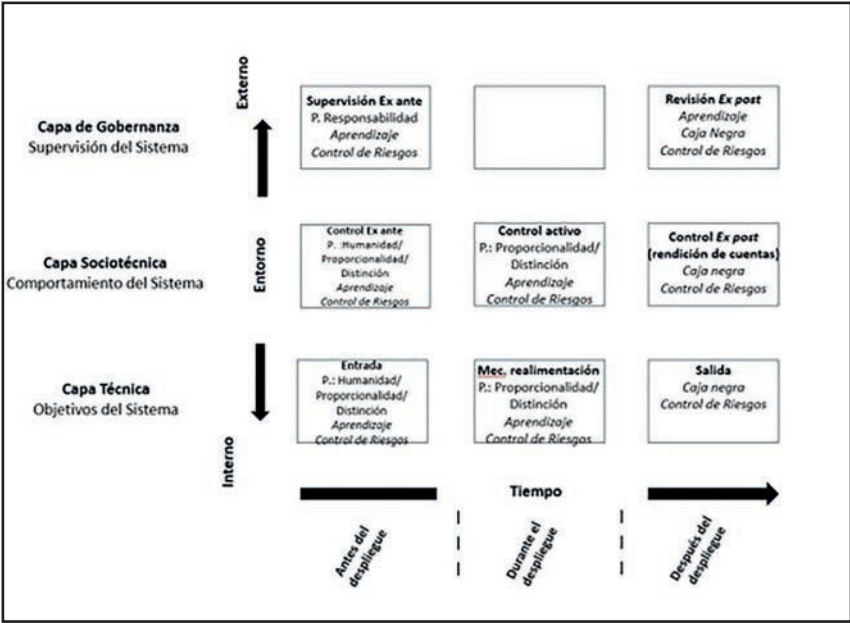 Externo
Capa de Gobernanza
Supervisión del Sistema
Supervisión Ex ante
P. Responsabilidad
Aprendizaje
Control de Riesgos
Revisión Ex post
Aprendizaje
Caja Negra
Control de Riesgos
Entorno
Capa Sociotécnica
Comportamiento del Sistema
Control Ex ante
P. :Humanidad/
Proporcionalidad/
Distinción
Aprendizaje
Control de Riesgos
Control activo
P.: Proporcionalidad/
Distinción
Aprendizaje
Control de Riesgos
Control Ex post
(rendición de cuentas)
Caja negra
Control de Riesgos
Capa Técnica
Objetivos del Sistema
Interno
Entrada
P.: Humanidad/
Proporcionalidad/
Distinción
Aprendizaje
Control de Riesgos
Mec. realimentación
P.: Proporcionalidad/
Distinción
Aprendizaje
Control de Riesgos
Salida
Caja negra
Control de Riesgos
Tiempo
Antes del
despliegue
Durante el
despliegue
Después del
despliegue